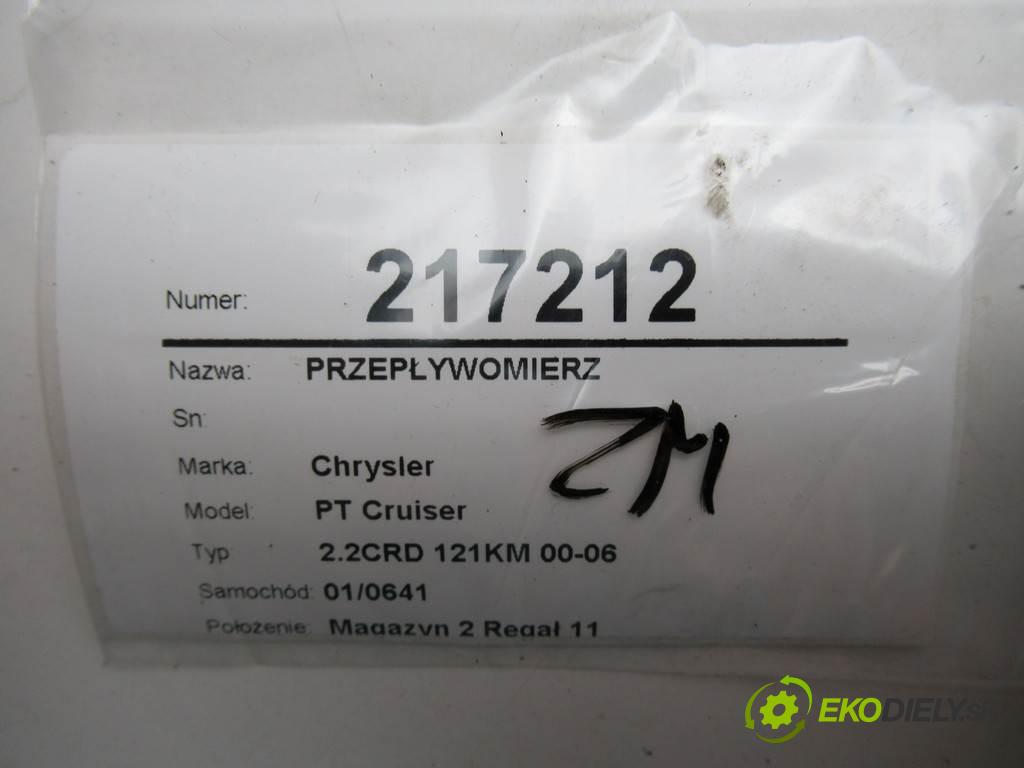 Numer: 217212
Nazwa: PRZEPŁYWOMIERZ
Sn:
ZM
Marka: Chrysler
Model: PT Cruiser
Typ 2.2CRD 121KM 00-06
Samochód: 01/0641
Położenie: Magazyn 2 Regał 11
EKODIELY.sk